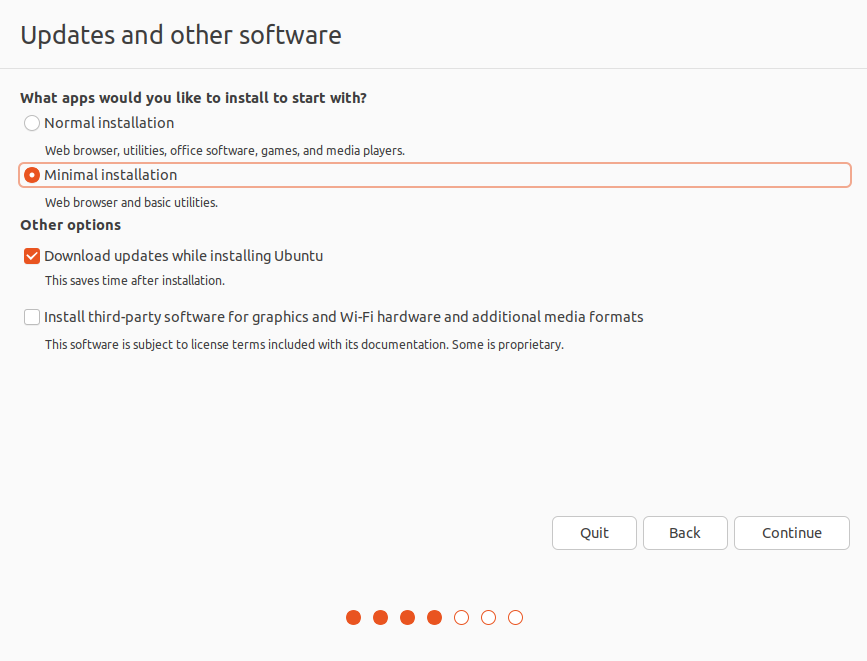 Updates and other software
What apps would you like to install to start with?
Normal installation
Web browser, utilities, office software, games, and media players.
Minimal installation
Web browser and basic utilities.
Other options
Download updates while installing Ubuntu
This saves time after installation.
Install third-party software for graphics and Wi-Fi hardware and additional media formats
This software is subject to license terms included with its documentation. Some is proprietary.
Quit
Back
Continue